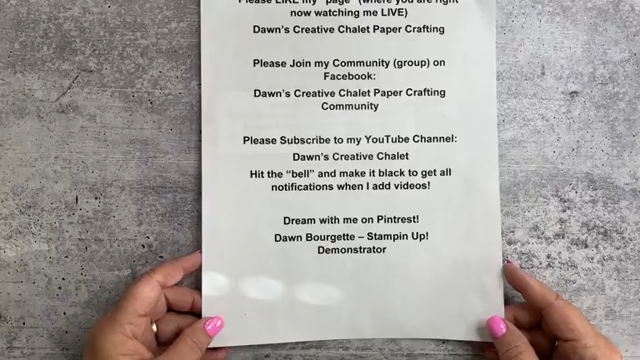 Please LIKE my "page" (where you are right
now watching me LIVE)
Dawn's Creative Chalet Paper Crafting
Please Join my Community (group) on
Facebook:
Dawn's Creative Chalet Paper Crafting
Community
Please Subscribe to my YouTube Channel:
Dawn's Creative Chalet
Hit the "bell" and make it black to get all
notifications when I add videos!
Dream with me on Pintrest!
Dawn Bourgette – Stampin Up!
Demonstrator